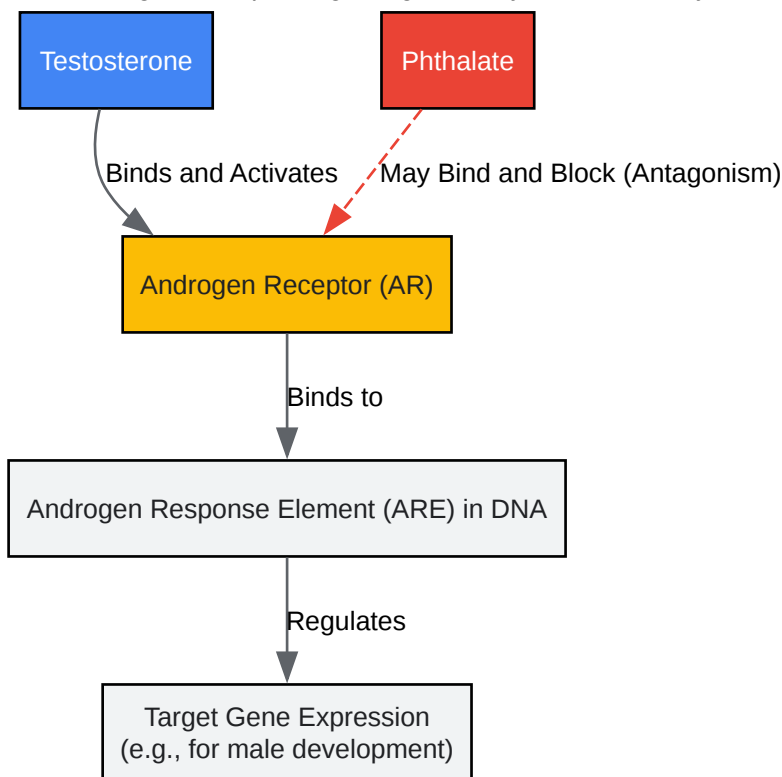 Testosterone
Phthalate
Binds and Activates
May Bind and Block (Antagonism)
Androgen Receptor (AR)
Binds to
Androgen Response Element (ARE) in DNA
Regulates
Target Gene Expression
(e.g., for male development)